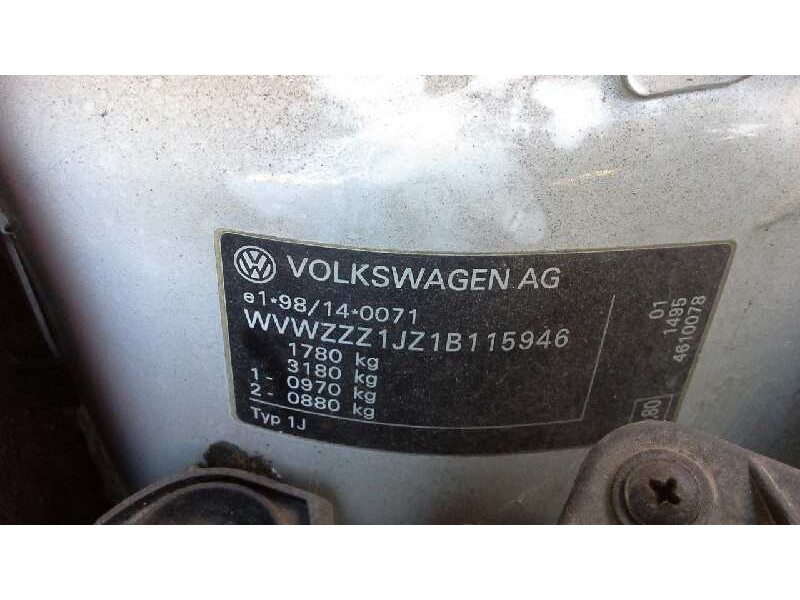 VOLKSWAGEN AG
e1*98/14*0071
WVWZZZ1JZ1B115946
1780 kg
3180 kg
1- 0970 kg
2- 0880 kg
Typ 1J
01
1495
4610078
.80